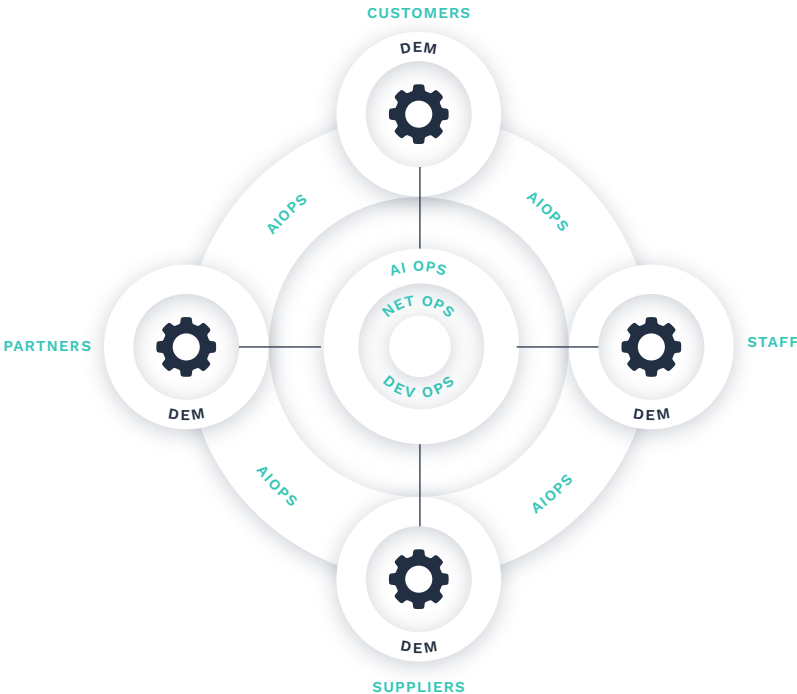 CUSTOMERS
DEM
AIOPS
AIOPS
AI OPS
NET OPS
PARTNERS
STAFF
DEV OPS
DEM
DEM
AIOPS
AIOPS
DEM
SUPPLIERS